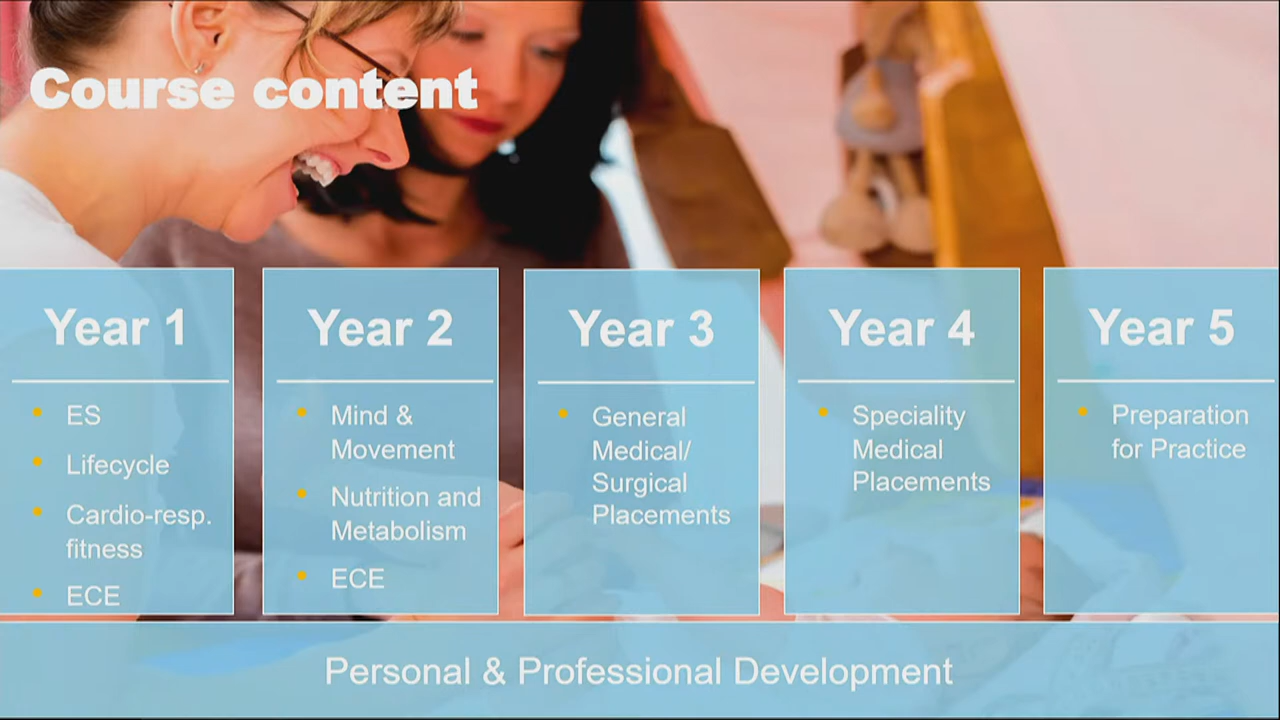 Course content
Year 1
ES
Lifecycle
Cardio-resp.
fitness
ECE
Year 2
Mind &
Movement
Nutrition and
Metabolism
ECE
Year 3
General
Medical/
Surgical
Placements
Year 4
Speciality
Medical
Placements
Year 5
Preparation
for Practice
Personal & Professional Development